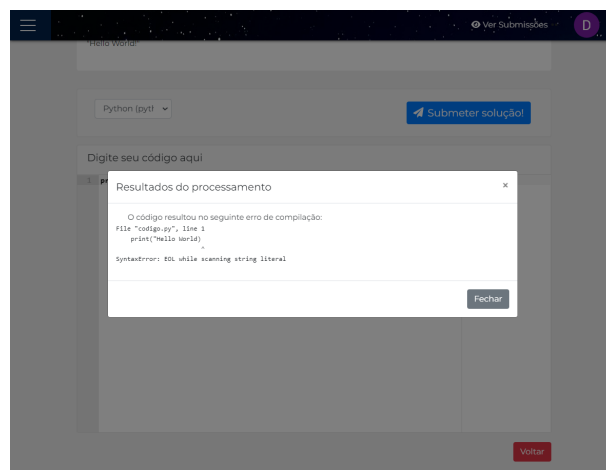 Ver Submissões
D
"Hello World!"
Python (pytl
Submeter solução!
Digite seu código aqui
1 pr
Resultados do processamento
×
O código resultou no seguinte erro de compilação:
File "codigo.py", line 1
print("Hello World)
^
SyntaxError: EOL while scanning string literal
Fechar
Voltar